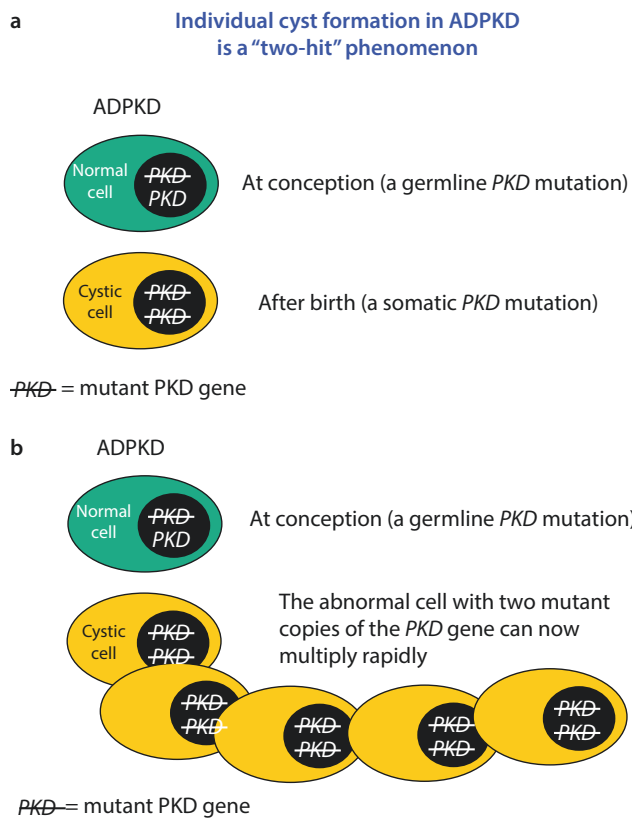 a
Individual cyst formation in ADPKD
is a “two-hit” phenomenon
ADPKD
Normal
cell
PKD
PKD
At conception (a germline PKD mutation)
Cystic
cell
PKD
PKD
After birth (a somatic PKD mutation)
PKD = mutant PKD gene
b
ADPKD
Normal
cell
PKD
PKD
At conception (a germline PKD mutation)
Cystic
cell
PKD
PKD
The abnormal cell with two mutant
copies of the PKD gene can now
multiply rapidly
PKD
PKD
PKD
PKD
PKD
PKD
PKD
PKD
PKD = mutant PKD gene